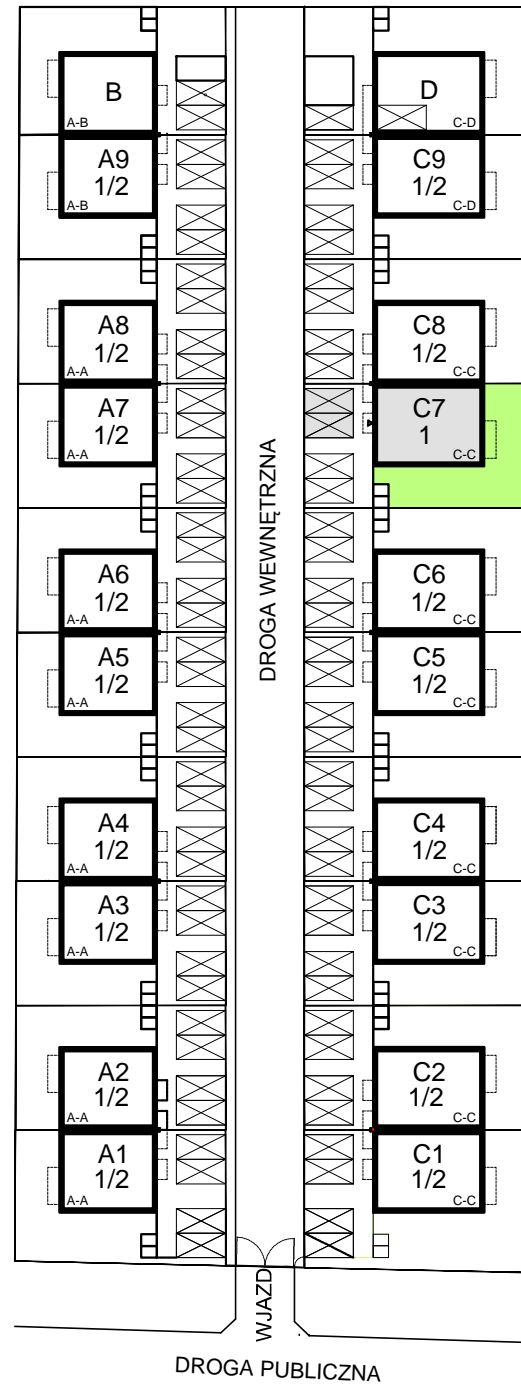 B
A-B
A9
1/2
A-B
A8
1/2
A-A
A7
1/2
A-A
A6
1/2
A-A
A5
1/2
A-A
A4
1/2
A-A
A3
1/2
A-A
A2
1/2
A-A
A1
1/2
A-A
DROGA WEWNĘTRZNA
D
C-D
C9
1/2
C-D
C8
1/2
C-C
C7
1
C-C
C6
1/2
C-C
C5
1/2
C-C
C4
1/2
C-C
C3
1/2
C-C
C2
1/2
C-C
C1
1/2
C-C
WJAZD
DROGA PUBLICZNA